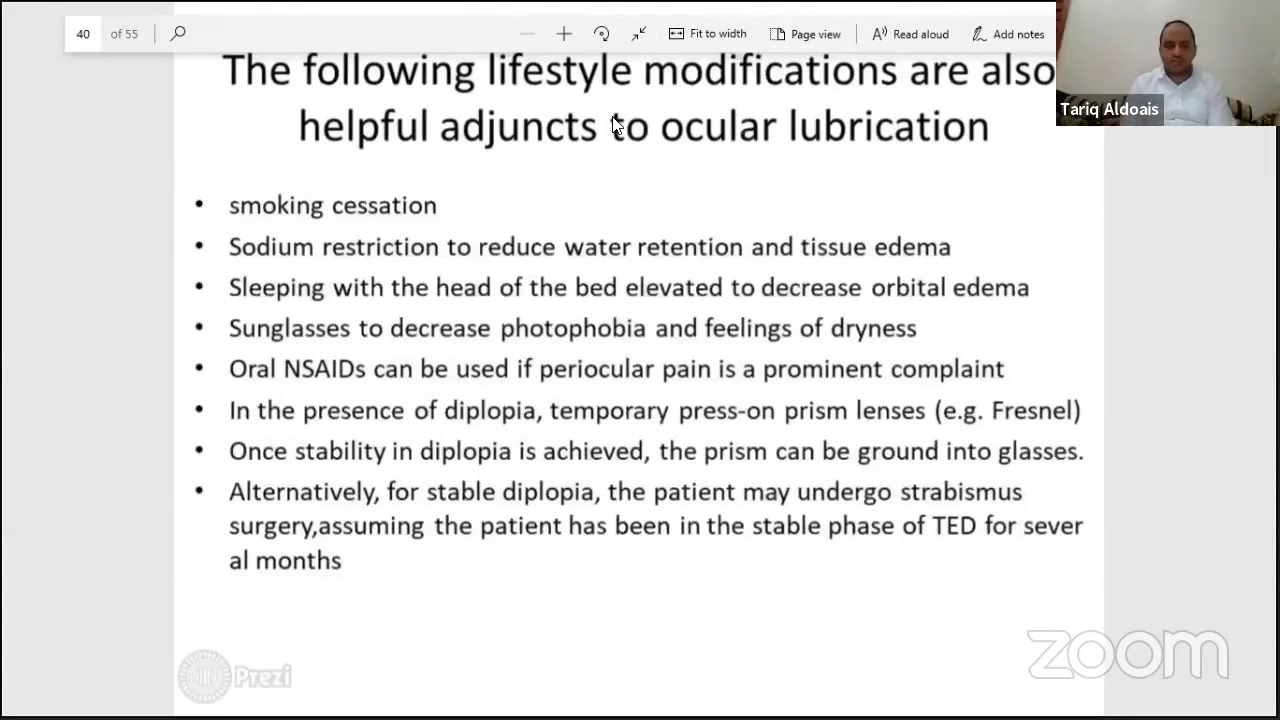 40 of 55
Fit to width
Page view
Read aloud
Add notes
The following lifestyle modifications are also
helpful adjuncts to ocular lubrication
Tariq Aldoais
• smoking cessation
• Sodium restriction to reduce water retention and tissue edema
• Sleeping with the head of the bed elevated to decrease orbital edema
• Sunglasses to decrease photophobia and feelings of dryness
• Oral NSAIDs can be used if periocular pain is a prominent complaint
• In the presence of diplopia, temporary press-on prism lenses (e.g. Fresnel)
• Once stability in diplopia is achieved, the prism can be ground into glasses.
• Alternatively, for stable diplopia, the patient may undergo strabismus
surgery,assuming the patient has been in the stable phase of TED for sever
al months
Prezi
zoom